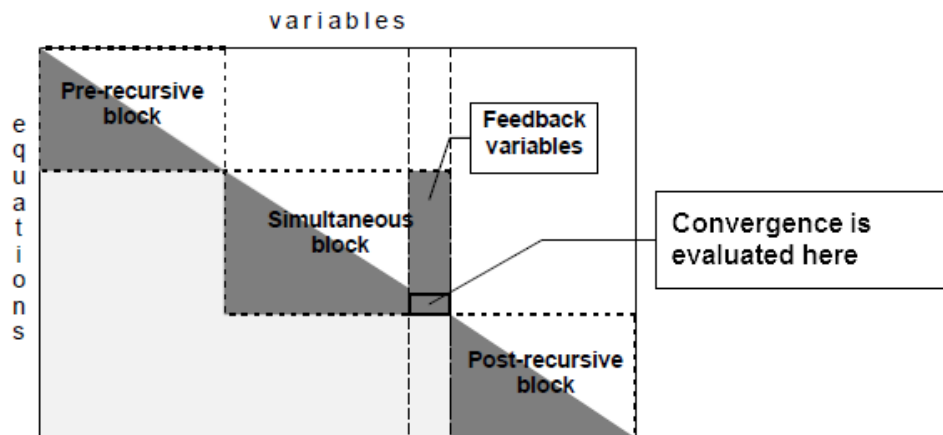 variables
equations
Pre-recursive
block
Feedback
variables
Simultaneous
block
Convergence is
evaluated here
Post-recursive
block